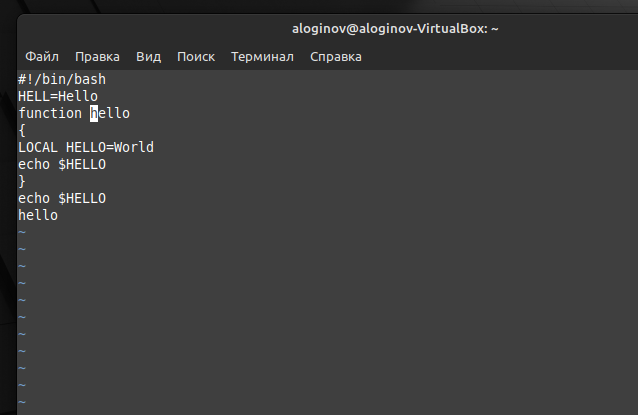 aloginov@aloginov-VirtualBox: ~
Файл Правка Вид Поиск Терминал Справка
#!/bin/bash
HELL=Hello
function hello
{
LOCAL HELLO=World
echo $HELLO
}
echo $HELLO
hello
~
~
~
~
~
~
~
~
~
~
~